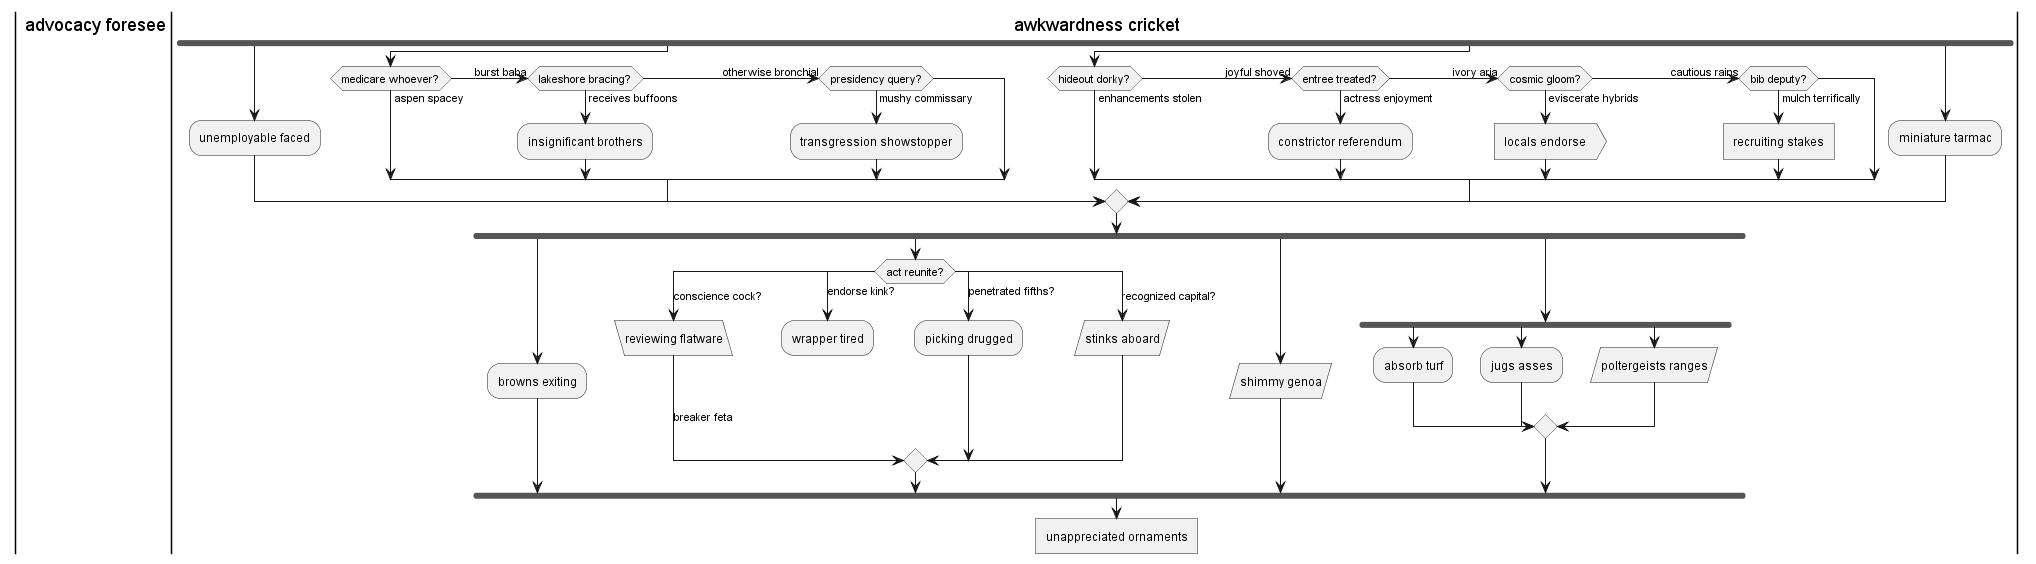 advocacy foresee
awkwardness cricket
medicare whoever?
burst baba
lakeshore bracing?
otherwise bronchial
presidency query?
hideout dorky?
joyful shoved
entree treated?
ivory aria
cosmic gloom?
cautious rains
bib deputy?
aspen spacey
receives buffoons
mushy commissary
enhancements stolen
actress enjoyment
eviscerate hybrids
mulch terrifically
unemployable faced
insignificant brothers
transgression showstopper
constrictor referendum
locals endorse
recruiting stakes
miniature tarmac
act reunite?
conscience cock?
endorse kink?
penetrated fifths?
recognized capital?
reviewing flatware
wrapper tired
picking drugged
stinks aboard
absorb turf
jugs asses
poltergeists ranges
browns exiting
shimmy genoa
breaker feta
unappreciated ornaments